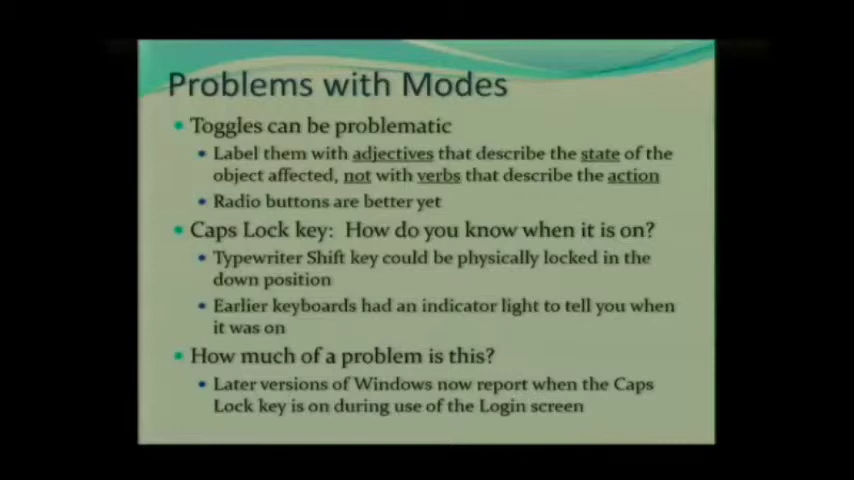 Problems with Modes
• Toggles can be problematic
• Label them with adjectives that describe the state of the
object affected, not with verbs that describe the action
• Radio buttons are better yet
• Caps Lock key: How do you know when it is on?
• Typewriter Shift key could be physically locked in the
down position
• Earlier keyboards had an indicator light to tell you when
it was on
• How much of a problem is this?
• Later versions of Windows now report when the Caps
Lock key is on during use of the Login screen